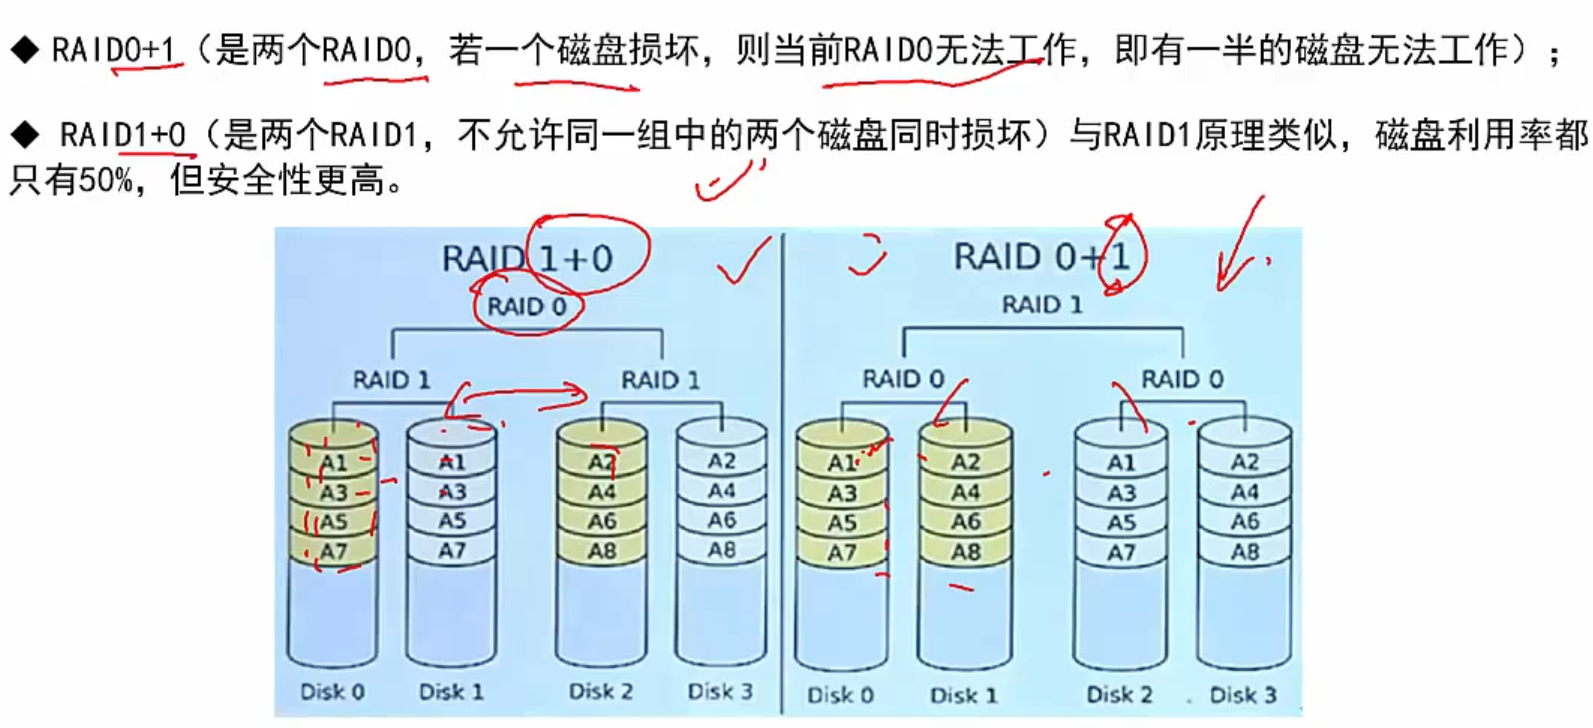 ◆ RAID0+1（是两个RAID0，若一个磁盘损坏，则当前RAID0无法工作，即有一半的磁盘无法工作）；
◆ RAID1+0（是两个RAID1，不允许同一组中的两个磁盘同时损坏）与RAID1原理类似，磁盘利用率都
只有50%，但安全性更高。
RAID 1+0
RAID 0
RAID 1 RAID 1
A1 A1 A2 A2
A3 A3 A4 A4
A5 A5 A6 A6
A7 A7 A8 A8
Disk 0 Disk 1 Disk 2 Disk 3
RAID 0+1
RAID 1
RAID 0 RAID 0
A1 A2 A1 A2
A3 A4 A3 A4
A5 A6 A5 A6
A7 A8 A7 A8
Disk 0 Disk 1 Disk 2 Disk 3